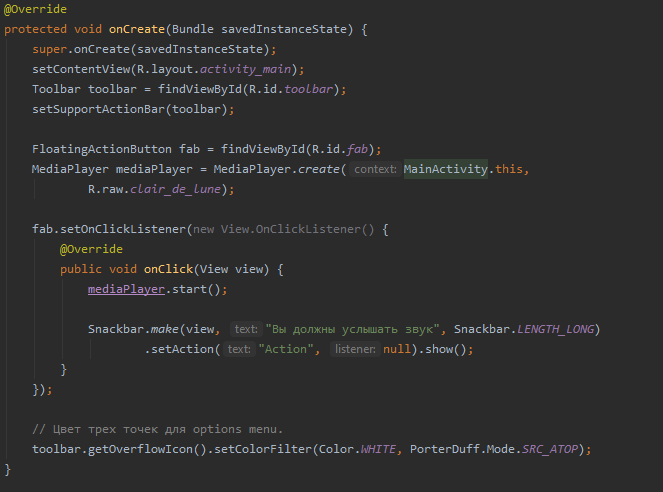 @Override
protected void onCreate(Bundle savedInstanceState) {
super.onCreate(savedInstanceState);
setContentView(R.layout.activity_main);
Toolbar toolbar = findViewById(R.id.toolbar);
setSupportActionBar(toolbar);
FloatingActionButton fab = findViewById(R.id.fab);
MediaPlayer mediaPlayer = MediaPlayer.create( context: MainActivity.this,
R.raw.clair_de_lune);
fab.setOnClickListener(new View.OnClickListener() {
@Override
public void onClick(View view) {
mediaPlayer.start();
Snackbar.make(view, text: "Вы должны услышать звук", Snackbar.LENGTH_LONG)
.setAction( text: "Action", listener: null).show();
}
});
// Цвет трех точек для options menu.
toolbar.getOverflowIcon().setColorFilter(Color.WHITE, PorterDuff.Mode.SRC_ATOP);
}